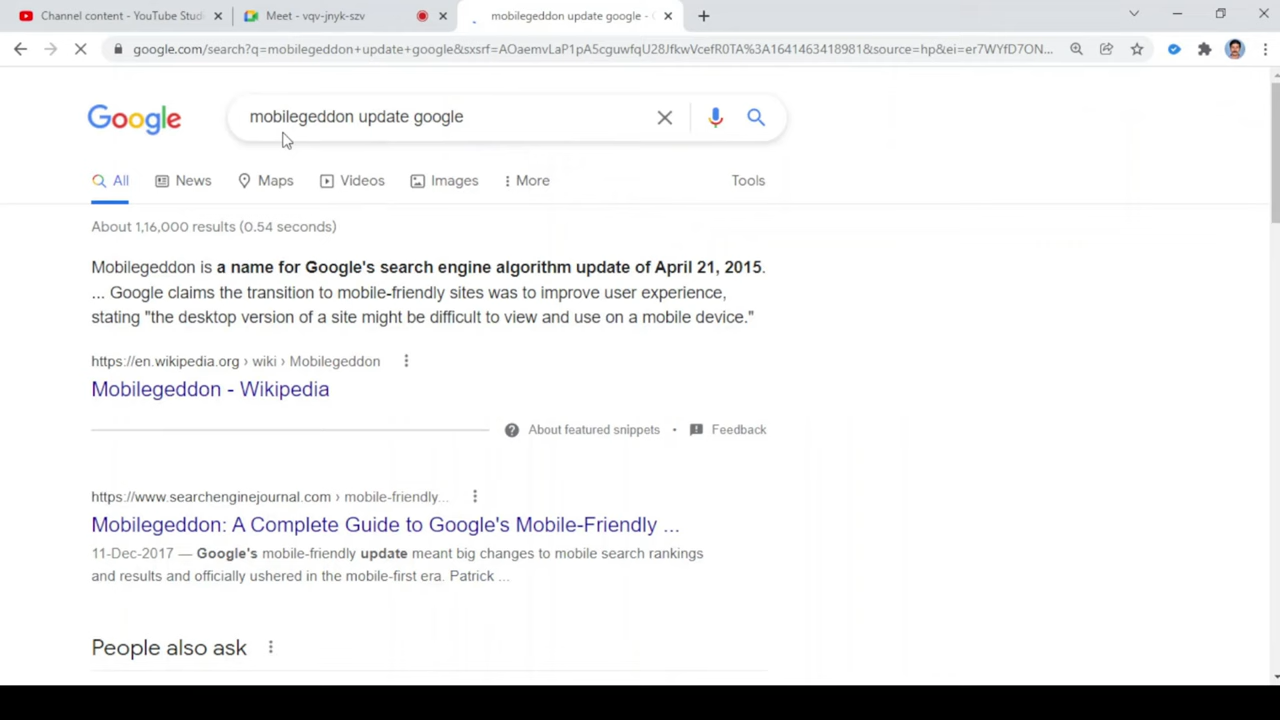 Channel content - YouTube Stud
Meet - vqv-jnyk-szv
mobilegeddon update google -
google.com/search?q=mobilegeddon+update+google&sxsrf=AOaemvLaP1pA5cguwfqU28JfkwVcefR0TA%3A1641463418981&source=hp&ei=er7WYfD7ON...
Google
mobilegeddon update google
All
News
Maps
Videos
Images
More
Tools
About 1,16,000 results (0.54 seconds)
Mobilegeddon is a name for Google's search engine algorithm update of April 21, 2015.
... Google claims the transition to mobile-friendly sites was to improve user experience,
stating "the desktop version of a site might be difficult to view and use on a mobile device."
https://en.wikipedia.org › wiki › Mobilegeddon
Mobilegeddon - Wikipedia
About featured snippets • Feedback
https://www.searchenginejournal.com › mobile-friendly...
Mobilegeddon: A Complete Guide to Google's Mobile-Friendly ...
11-Dec-2017 — Google's mobile-friendly update meant big changes to mobile search rankings
and results and officially ushered in the mobile-first era. Patrick ...
People also ask